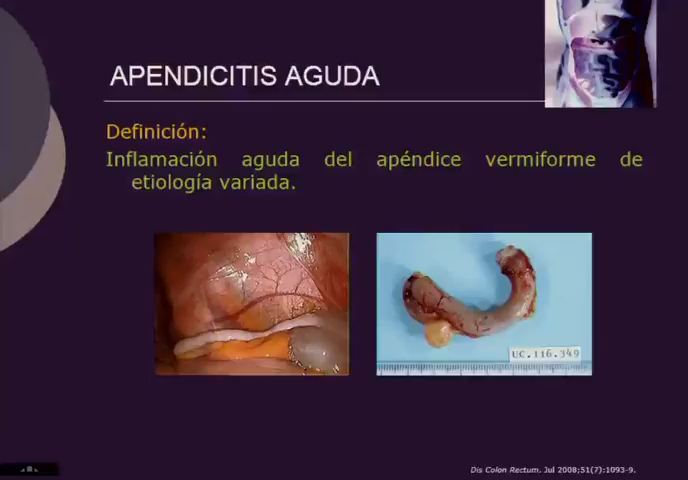 APENDICITIS AGUDA
Definición:
Inflamación aguda del apéndice vermiforme de
etiología variada.
UC.116.349
Dis Colon Rectum. Jul 2008;51(7):1093-9.